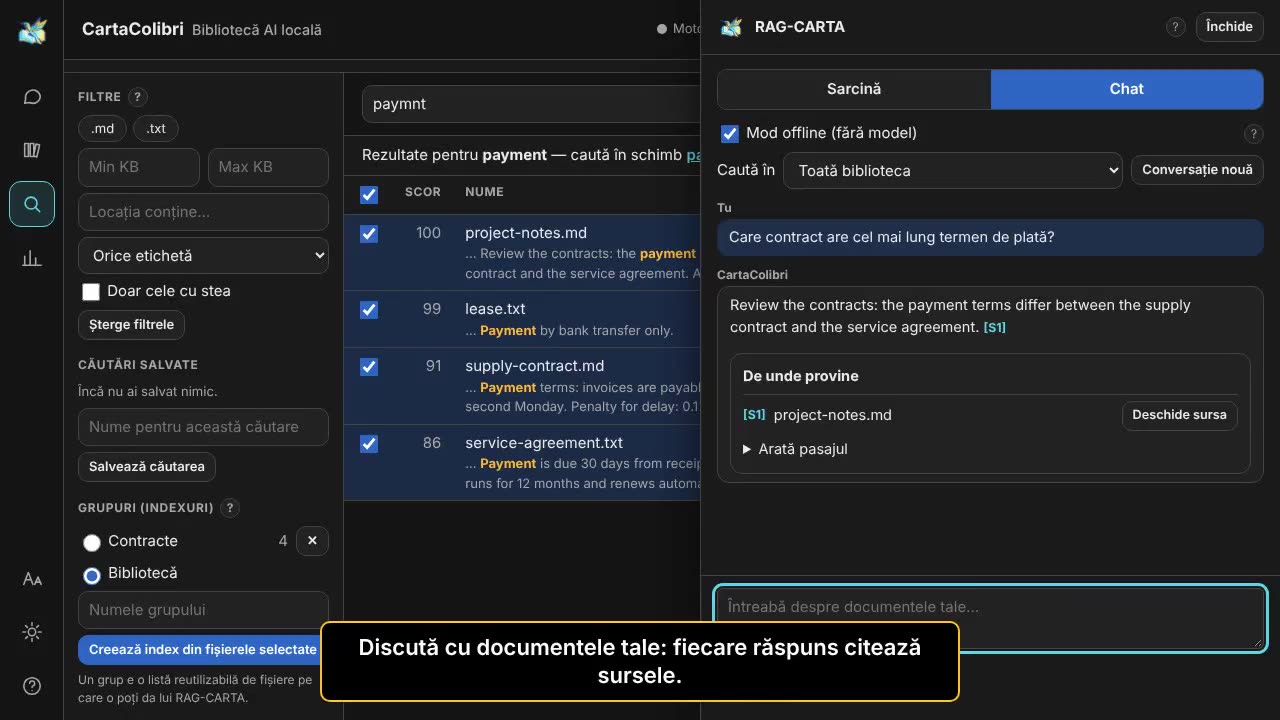 CartaColibri Bibliotecă AI locală
Moto
FILTRE ?
.md .txt
Min KB Max KB
Locația conține...
Orice etichetă
Doar cele cu stea
Șterge filtrele
CĂUTĂRI SALVATE
Încă nu ai salvat nimic.
Nume pentru această căutare
Salvează căutarea
GRUPURI (INDEXURI) ?
Contracte 4 ×
Bibliotecă
Numele grupului
Creează index din fișierele selectate
Un grup e o listă reutilizabilă de fișiere pe
care o poți da lui RAG-CARTA.
AA
paymnt
Rezultate pentru payment — caută în schimb pa
SCOR NUME
100 project-notes.md
... Review the contracts: the payment
contract and the service agreement. A
99 lease.txt
... Payment by bank transfer only.
91 supply-contract.md
... Payment terms: invoices are payab
second Monday. Penalty for delay: 0.1
86 service-agreement.txt
... Payment is due 30 days from receip
runs for 12 months and renews automa
RAG-CARTA ? Închide
Sarcină Chat
Mod offline (fără model) ?
Caută în Toată biblioteca Conversație nouă
Tu
Care contract are cel mai lung termen de plată?
CartaColibri
Review the contracts: the payment terms differ between the supply
contract and the service agreement. [S1]
De unde provine
[S1] project-notes.md Deschide sursa
Arată pasajul
Întreabă despre documentele tale...
Discută cu documentele tale: fiecare răspuns citează
sursele.